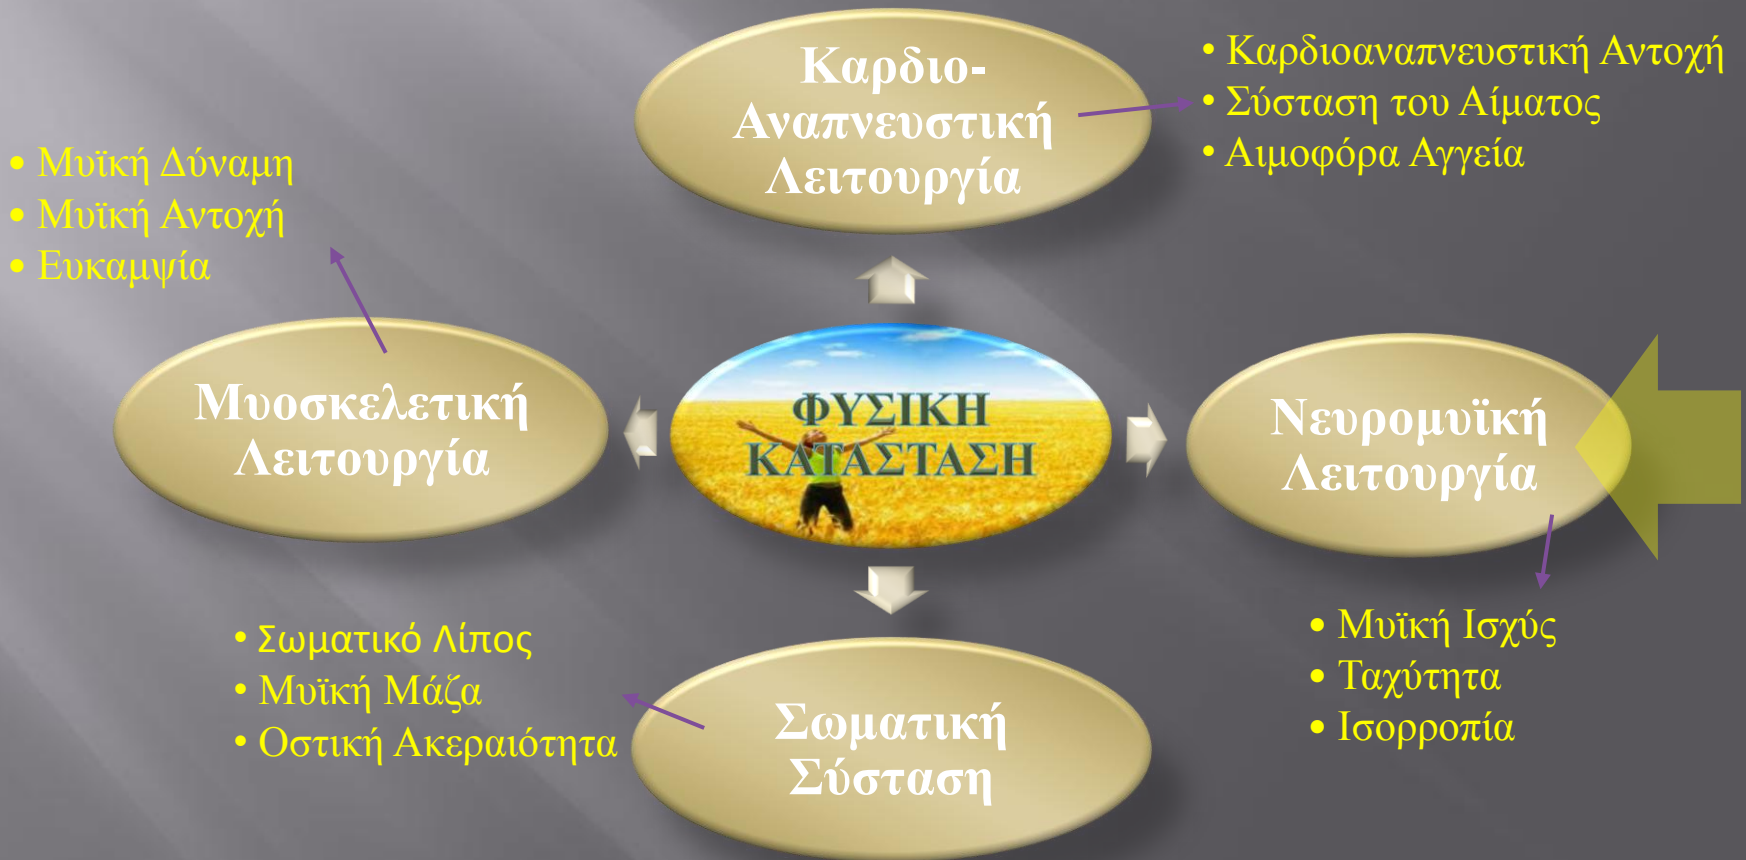 Καρδιο-
Αναπνευστική
Λειτουργία
• Καρδιοαναπνευστική Αντοχή
• Σύσταση του Αίματος
• Αιμοφόρα Αγγεία
• Μυϊκή Δύναμη
• Μυϊκή Αντοχή
• Ευκαμψία
Μυοσκελετική
Λειτουργία
ΦΥΣΙΚΗ
ΚΑΤΑΣΤΑΣΗ
Νευρομυϊκή
Λειτουργία
• Σωματικό Λίπος
• Μυϊκή Μάζα
• Οστική Ακεραιότητα
Σωματική
Σύσταση
• Μυϊκή Ισχύς
• Ταχύτητα
• Ισορροπία